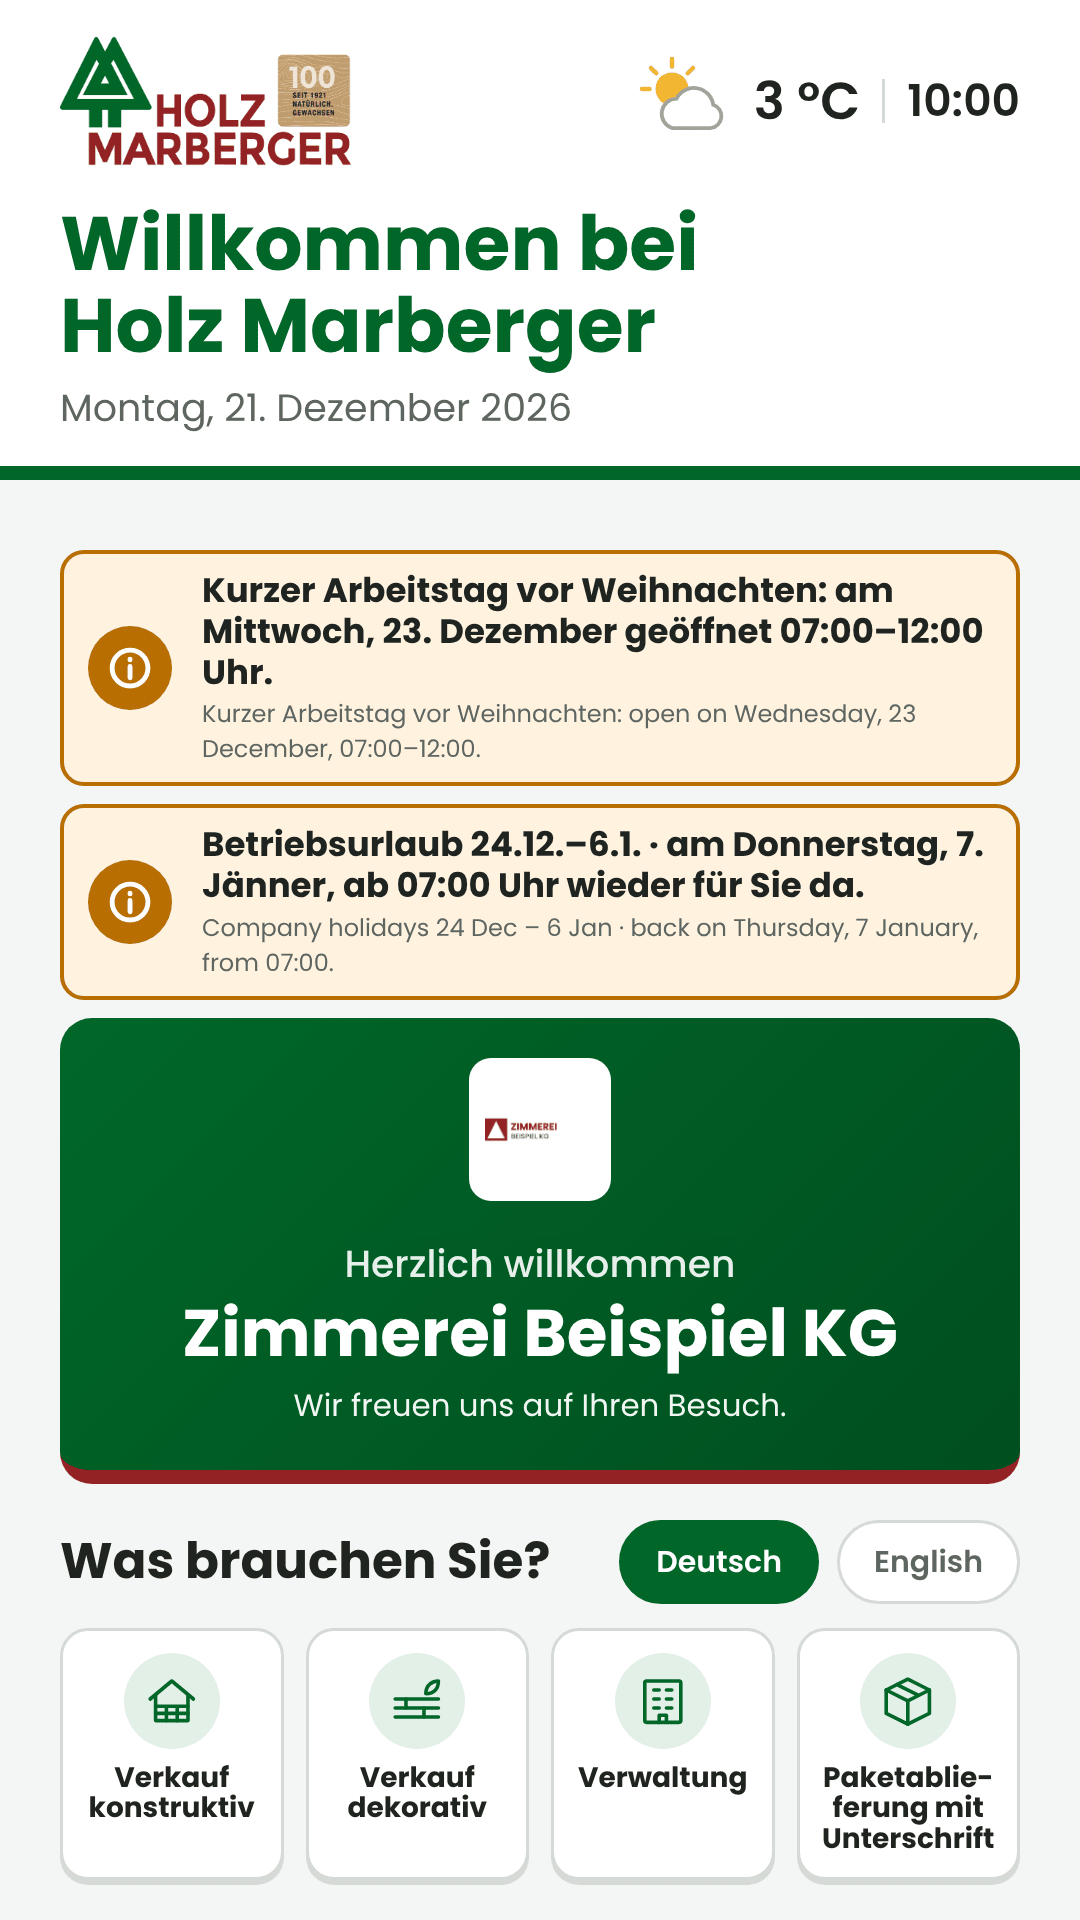 100
SEIT 1921
NATÜRLICH.
GEWACHSEN
HOLZ
MARBERGER
3 °C
10:00
Willkommen bei
Holz Marberger
Montag, 21. Dezember 2026
Kurzer Arbeitstag vor Weihnachten: am
Mittwoch, 23. Dezember geöffnet 07:00–12:00
Uhr.
Kurzer Arbeitstag vor Weihnachten: open on Wednesday, 23
December, 07:00–12:00.
Betriebsurlaub 24.12.–6.1. · am Donnerstag, 7.
Jänner, ab 07:00 Uhr wieder für Sie da.
Company holidays 24 Dec – 6 Jan · back on Thursday, 7 January,
from 07:00.
ZIMMEREI
BEISPIEL KG
Herzlich willkommen
Zimmerei Beispiel KG
Wir freuen uns auf Ihren Besuch.
Was brauchen Sie?
Deutsch
English
Verkauf
konstruktiv
Verkauf
dekorativ
Verwaltung
Paketablie-
ferung mit
Unterschrift